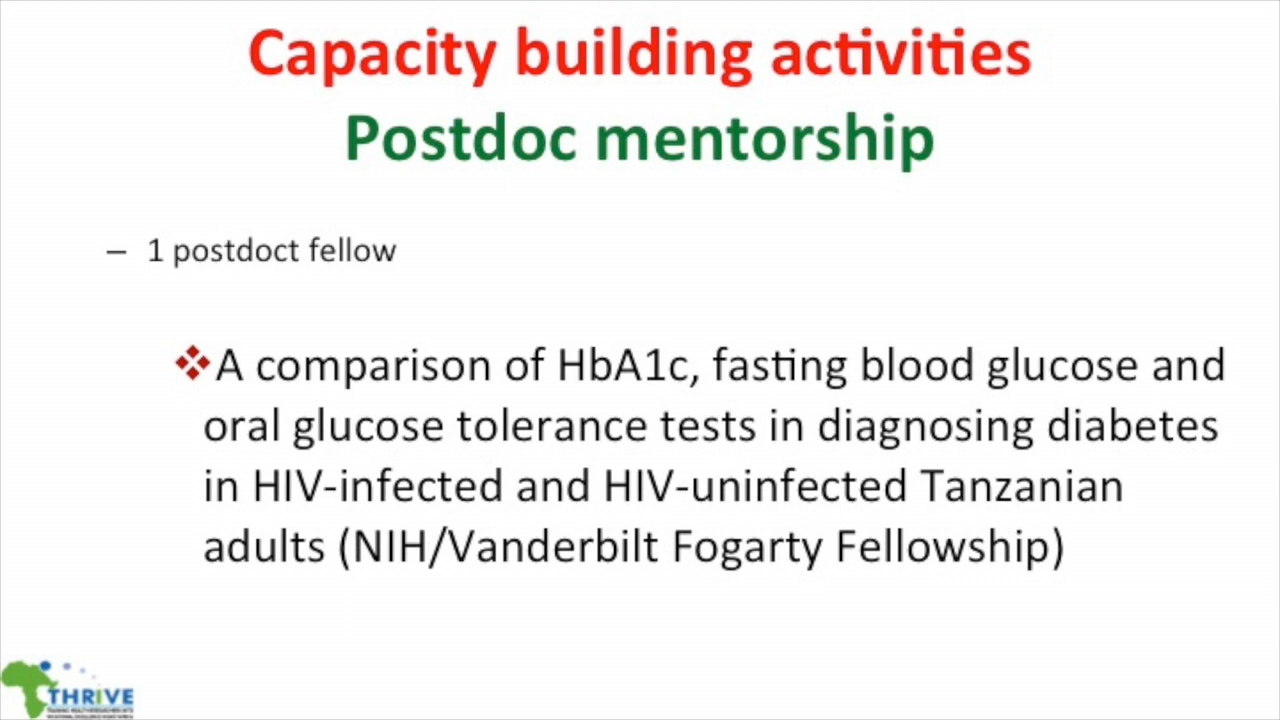 Capacity building activities
Postdoc mentorship
– 1 postdoct fellow
❖A comparison of HbA1c, fasting blood glucose and
oral glucose tolerance tests in diagnosing diabetes
in HIV-infected and HIV-uninfected Tanzanian
adults (NIH/Vanderbilt Fogarty Fellowship)
THRIVE